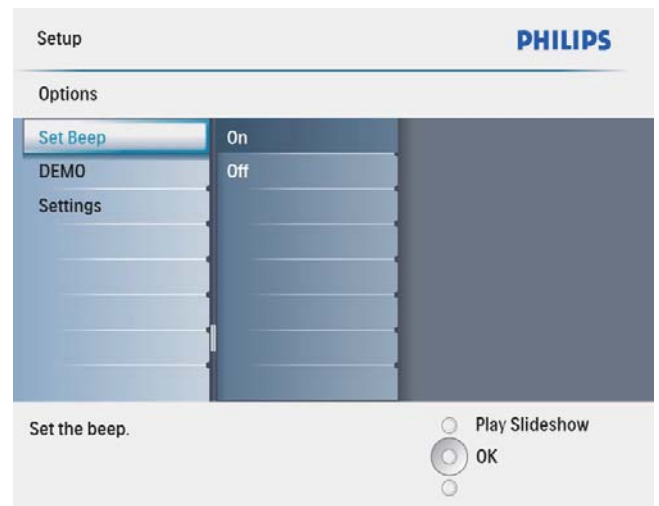 Setup
PHILIPS
Options
Set Beep
On
DEMO
Off
Settings
Set the beep.
Play Slideshow
OK